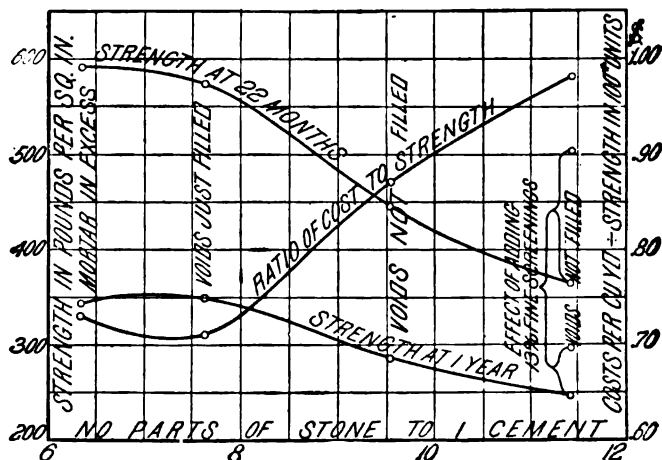 600
500
400
300
200
STRENGTH IN POUNDS PER SQ. IN.
MORTAR IN EXCESS
STRENGTH AT 22 MONTHS
VOIDS JUST FILLED
RATIO OF COST TO STRENGTH
VOIDS NOT FILLED
STRENGTH AT 1 YEAR
EFFECT OF ADDING
13% FINE SCREENINGS
VOIDS NOT FILLED
COSTS PER CU YD ÷ STRENGTH IN 100# UNITS
1.00
.90
.80
.70
.60
NO PARTS OF STONE TO 1 CEMENT
6 8 10 12